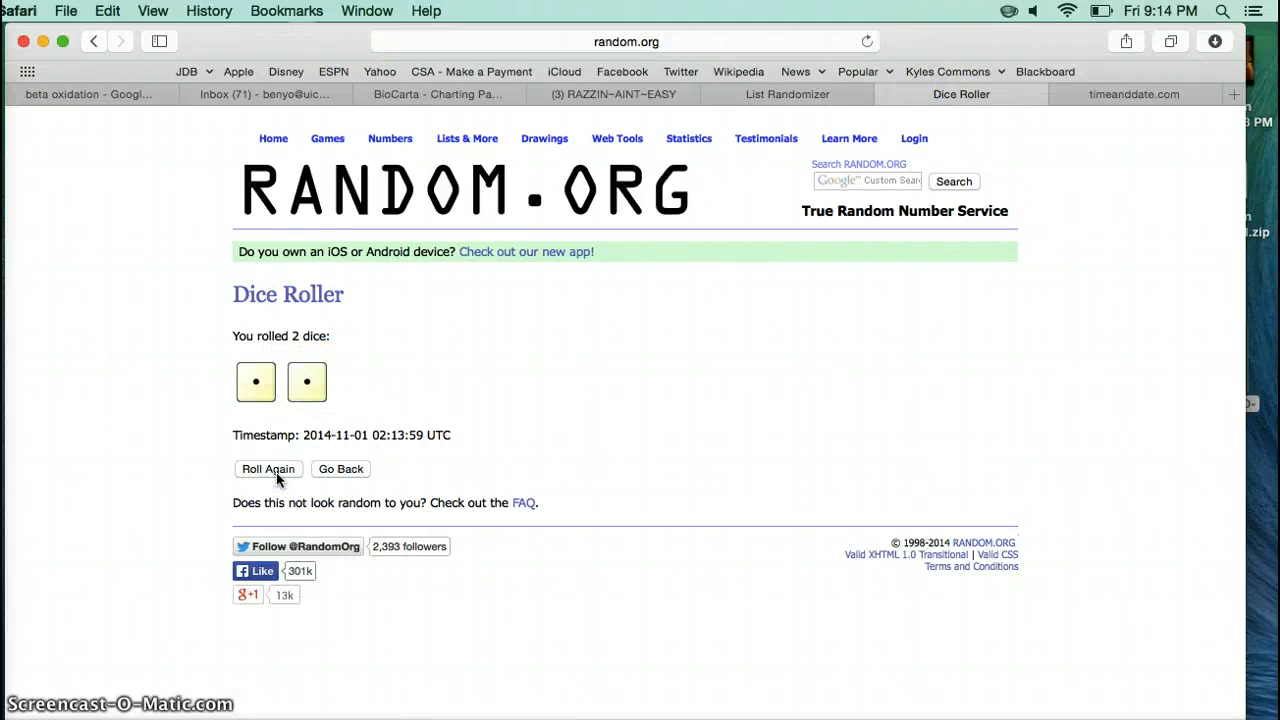 Safari File Edit View History Bookmarks Window Help Fri 9:14 PM
random.org
JDB Apple Disney ESPN Yahoo CSA - Make a Payment iCloud Facebook Twitter Wikipedia News Popular Kyles Commons Blackboard
beta oxidation - Googl... Inbox (71) - benyo@uic... BioCarta - Charting Pa... (3) RAZZIN~AINT~EASY List Randomizer Dice Roller timeanddate.com
Home Games Numbers Lists & More Drawings Web Tools Statistics Testimonials Learn More Login
Search RANDOM.ORG
Google™ Custom Sear Search
RANDOM.ORG
True Random Number Service
Do you own an iOS or Android device? Check out our new app!
Dice Roller
You rolled 2 dice:
Timestamp: 2014-11-01 02:13:59 UTC
Roll Again Go Back
Does this not look random to you? Check out the FAQ.
Follow @RandomOrg 2,393 followers
Like 301k
g+1 13k
© 1998-2014 RANDOM.ORG
Valid XHTML 1.0 Transitional | Valid CSS
Terms and Conditions
Screencast-O-Matic.com